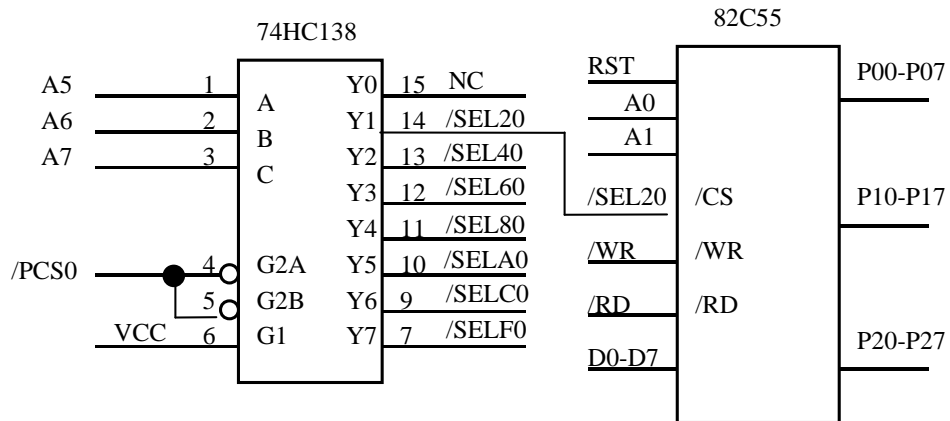 82C55
74HC138
RST
P00-P07
A5 1 A Y0 15 NC
A0
A6 2 B Y1 14 /SEL20
A1
A7 3 C Y2 13 /SEL40
Y3 12 /SEL60
/SEL20 /CS P10-P17
Y4 11 /SEL80
/PCS0 4 G2A Y5 10 /SELA0
/WR /WR
5 G2B Y6 9 /SELC0
/RD /RD
VCC 6 G1 Y7 7 /SELF0
P20-P27
D0-D7